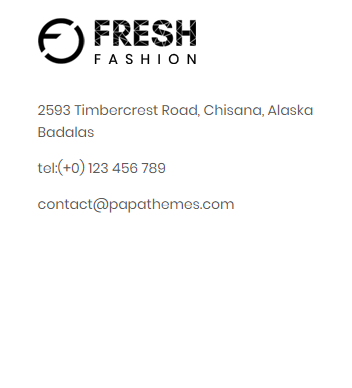 FRESH
FASHION
2593 Timbercrest Road, Chisana, Alaska
Badalas
tel:(+0) 123 456 789
contact@papathemes.com